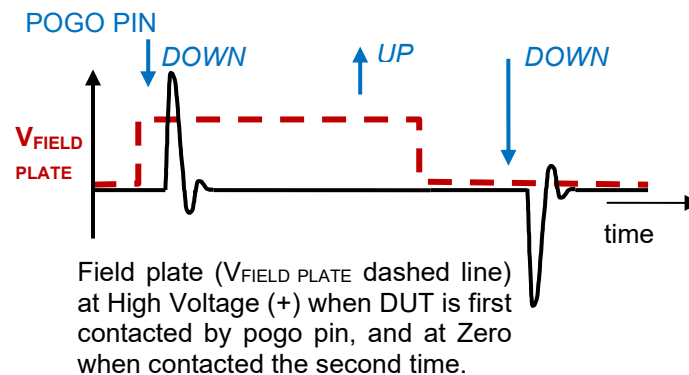 POGO PIN
DOWN
UP
DOWN
VFIELD
PLATE
time
Field plate (VFIELD PLATE dashed line)
at High Voltage (+) when DUT is first
contacted by pogo pin, and at Zero
when contacted the second time.